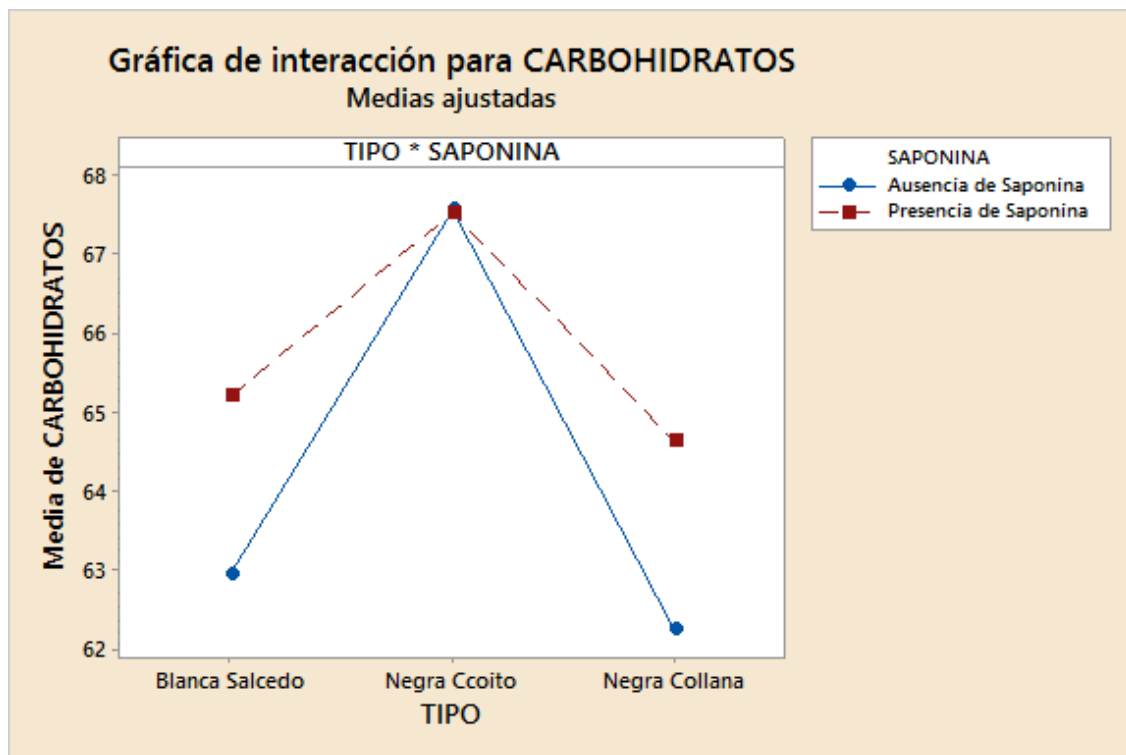 Gráfica de interacción para CARBOHIDRATOS
Medias ajustadas
TIPO * SAPONINA
SAPONINA
Ausencia de Saponina
Presencia de Saponina
Media de CARBOHIDRATOS
68
67
66
65
64
63
62
Blanca Salcedo Negra Ccoito Negra Collana
TIPO